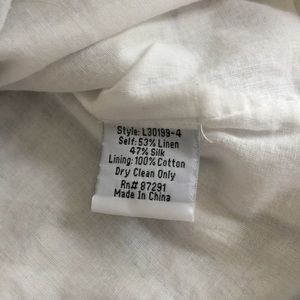 Style: L30199-4
Self: 53% Linen
47% Silk
Lining: 100% Cotton
Dry Clean Only
Rn# 87291
Made In China